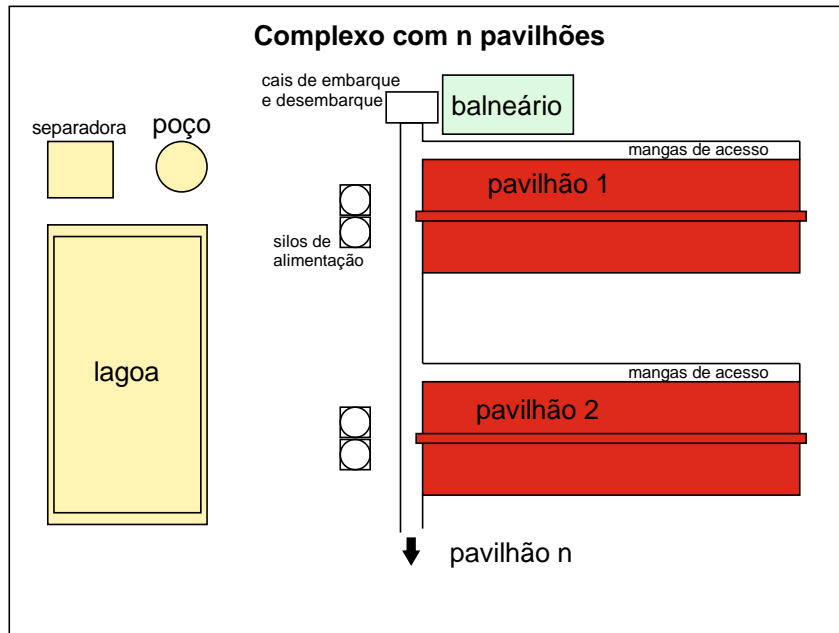 Complexo com n pavilhões
cais de embarque
e desembarque
balneário
separadora
poço
mangas de acesso
pavilhão 1
silos de
alimentação
lagoa
mangas de acesso
pavilhão 2
pavilhão n